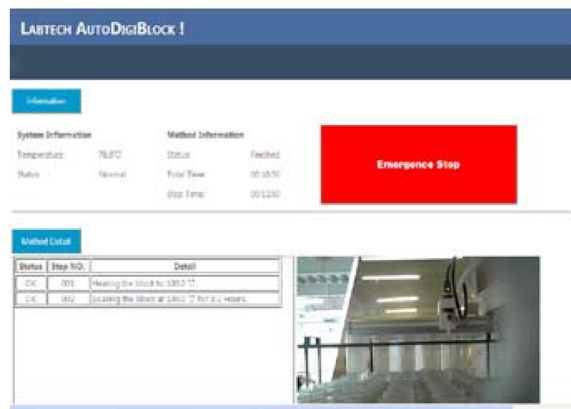 LABTECH AUTODIGIBLOCK !
Information
System Information
Method Information
Temperature:
Status:
Normal
Status:
Finished
Total Time:
Step Time:
Emergence Stop
Method Detail
Status Step NO. Detail
OK 001 Heating the block to
OK 002 the block at for Hours.